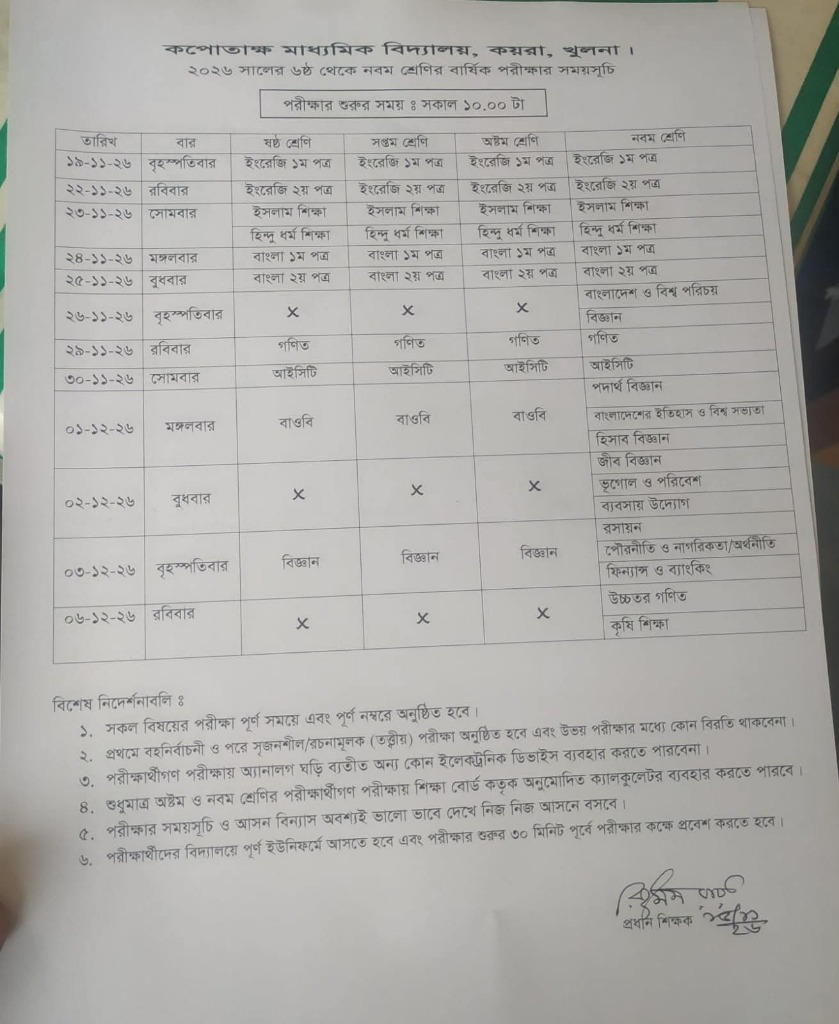 কপোতাক্ষ মাধ্যমিক বিদ্যালয়, কয়রা, খুলনা ।
২০২৬ সালের ৬ষ্ঠ থেকে নবম শ্রেণির বার্ষিক পরীক্ষার সময়সূচি
পরীক্ষার শুরুর সময় ঃ সকাল ১০.০০ টা
তারিখ বার ষষ্ঠ শ্রেণি সপ্তম শ্রেণি অষ্টম শ্রেণি নবম শ্রেণি
১৯-১১-২৬ বৃহস্পতিবার ইংরেজি ১ম পত্র ইংরেজি ১ম পত্র ইংরেজি ১ম পত্র ইংরেজি ১ম পত্র
২২-১১-২৬ রবিবার ইংরেজি ২য় পত্র ইংরেজি ২য় পত্র ইংরেজি ২য় পত্র ইংরেজি ২য় পত্র
২৩-১১-২৬ সোমবার ইসলাম শিক্ষা ইসলাম শিক্ষা ইসলাম শিক্ষা ইসলাম শিক্ষা
হিন্দু ধর্ম শিক্ষা হিন্দু ধর্ম শিক্ষা হিন্দু ধর্ম শিক্ষা হিন্দু ধর্ম শিক্ষা
২৪-১১-২৬ মঙ্গলবার বাংলা ১ম পত্র বাংলা ১ম পত্র বাংলা ১ম পত্র বাংলা ১ম পত্র
২৫-১১-২৬ বুধবার বাংলা ২য় পত্র বাংলা ২য় পত্র বাংলা ২য় পত্র বাংলা ২য় পত্র
২৬-১১-২৬ বৃহস্পতিবার × × × বাংলাদেশ ও বিশ্ব পরিচয়
বিজ্ঞান
২৯-১১-২৬ রবিবার গণিত গণিত গণিত গণিত
৩০-১১-২৬ সোমবার আইসিটি আইসিটি আইসিটি আইসিটি
পদার্থ বিজ্ঞান
০১-১২-২৬ মঙ্গলবার বাওবি বাওবি বাওবি বাংলাদেশের ইতিহাস ও বিশ্ব সভ্যতা
হিসাব বিজ্ঞান
জীব বিজ্ঞান
০২-১২-২৬ বুধবার × × × ভূগোল ও পরিবেশ
ব্যবসায় উদ্যোগ
রসায়ন
০৩-১২-২৬ বৃহস্পতিবার বিজ্ঞান বিজ্ঞান বিজ্ঞান পৌরনীতি ও নাগরিকতা/অর্থনীতি
ফিন্যান্স ও ব্যাংকিং
০৬-১২-২৬ রবিবার × × × উচ্চতর গণিত
কৃষি শিক্ষা
বিশেষ নিদের্শনাবলি ঃ
১. সকল বিষয়ের পরীক্ষা পূর্ণ সময়ে এবং পূর্ণ নম্বরে অনুষ্ঠিত হবে ।
২. প্রথমে বহুনির্বাচনী ও পরে সৃজনশীল/রচনামূলক (তত্ত্বীয়) পরীক্ষা অনুষ্ঠিত হবে এবং উভয় পরীক্ষার মধ্যে কোন বিরতি থাকবেনা ।
৩. পরীক্ষার্থীগণ পরীক্ষায় অ্যানালগ ঘড়ি ব্যতীত অন্য কোন ইলেকট্রনিক ডিভাইস ব্যবহার করতে পারবেনা ।
৪. শুধুমাত্র অষ্টম ও নবম শ্রেণির পরীক্ষার্থীগণ পরীক্ষায় শিক্ষা বোর্ড কতৃক অনুমোদিত ক্যালকুলেটর ব্যবহার করতে পারবে ।
৫. পরীক্ষার সময়সূচি ও আসন বিন্যাস অবশ্যই ভালো ভাবে দেখে নিজ নিজ আসনে বসবে ।
৬. পরীক্ষার্থীদের বিদ্যালয়ে পূর্ণ ইউনিফর্মে আসতে হবে এবং পরীক্ষার শুরুর ৩০ মিনিট পূর্বে পরীক্ষার কক্ষে প্রবেশ করতে হবে ।
প্রধান শিক্ষক